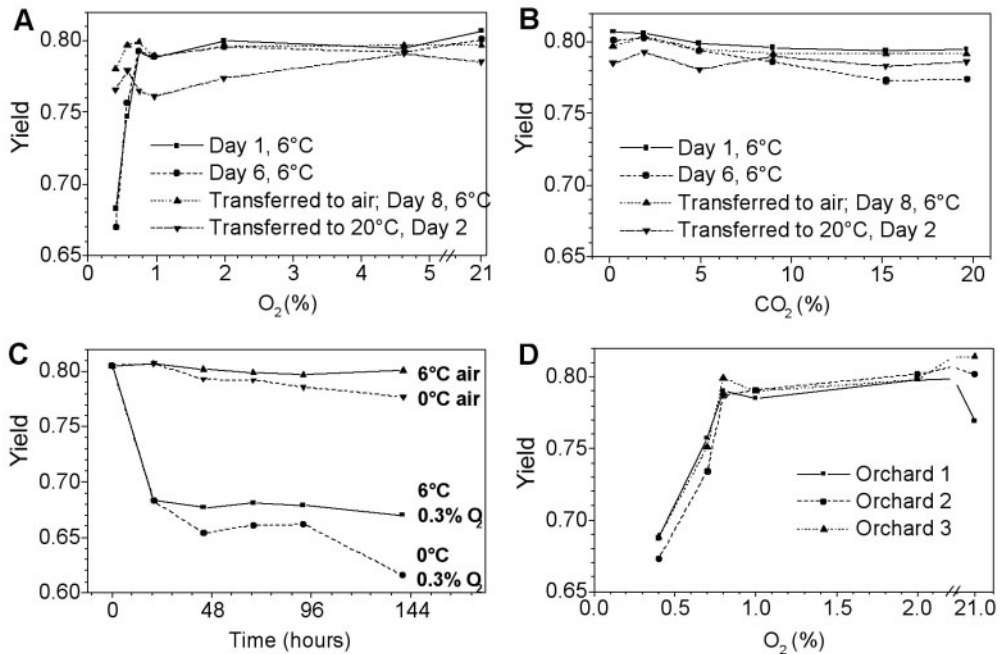 A
0.80
0.75
0.70
0.65
Yield
Day 1, 6°C
Day 6, 6°C
Transferred to air; Day 8, 6°C
Transferred to 20°C, Day 2
0 1 2 3 4 5 21
O₂(%)
B
0.80
0.75
0.70
0.65
Yield
Day 1, 6°C
Day 6, 6°C
Transferred to air; Day 8, 6°C
Transferred to 20°C, Day 2
0 5 10 15 20
CO₂ (%)
C
0.80
0.75
0.70
0.65
0.60
Yield
6°C air
0°C air
6°C
0.3% O₂
0°C
0.3% O₂
0 48 96 144
Time (hours)
D
0.80
0.75
0.70
0.65
Yield
Orchard 1
Orchard 2
Orchard 3
0.0 0.5 1.0 2.0 21.0
O₂ (%)